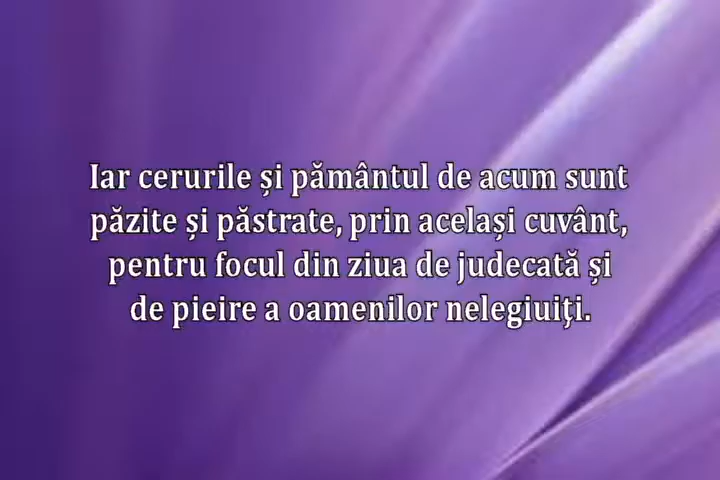 Iar cerurile și pământul de acum sunt
păzite și păstrate, prin același cuvânt,
pentru focul din ziua de judecată și
de pieire a oamenilor nelegiuiţi.